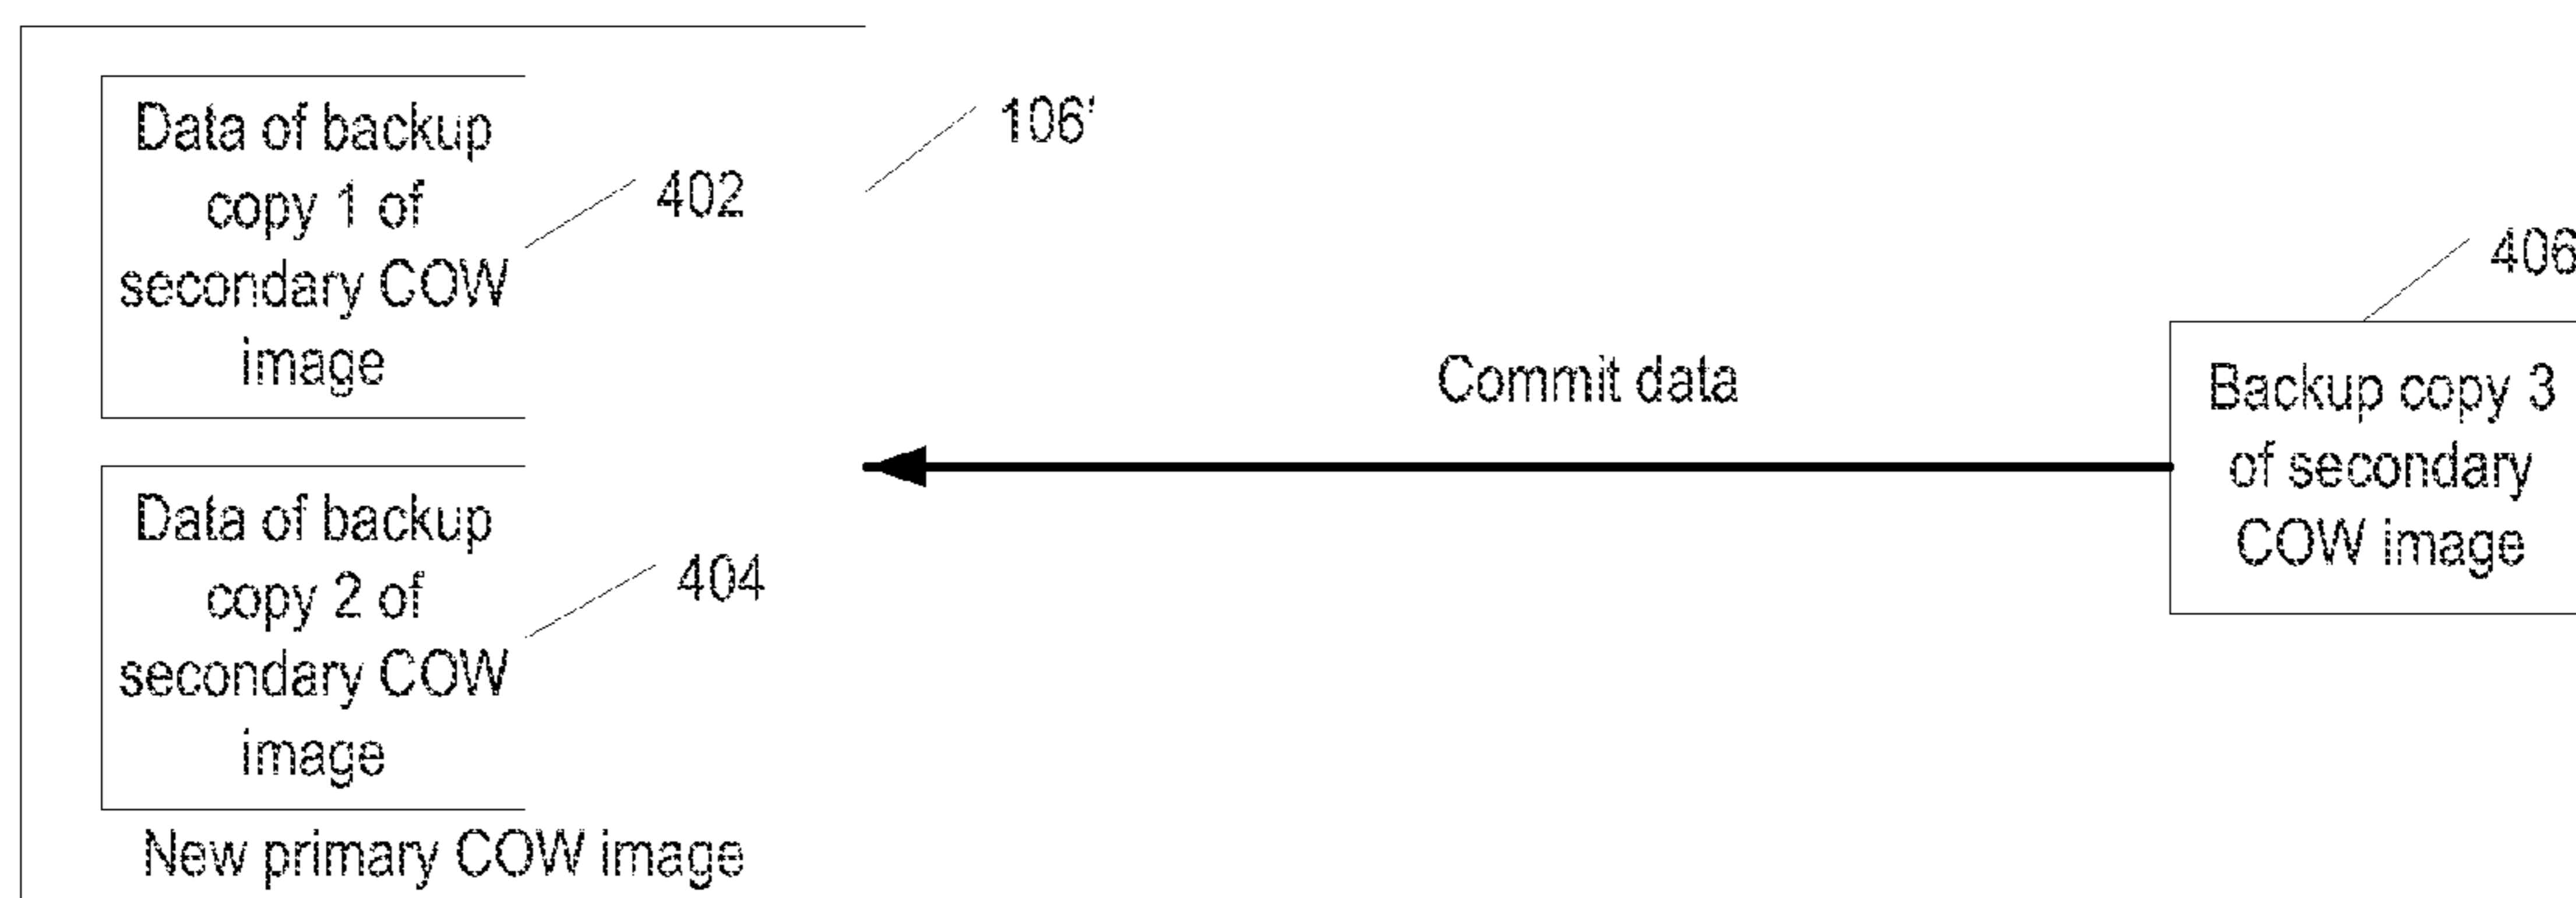 Data of backup
copy 1 of
secondary COW
image
402
106'
Data of backup
copy 2 of
secondary COW
image
404
New primary COW image
Commit data
406
Backup copy 3
of secondary
COW image